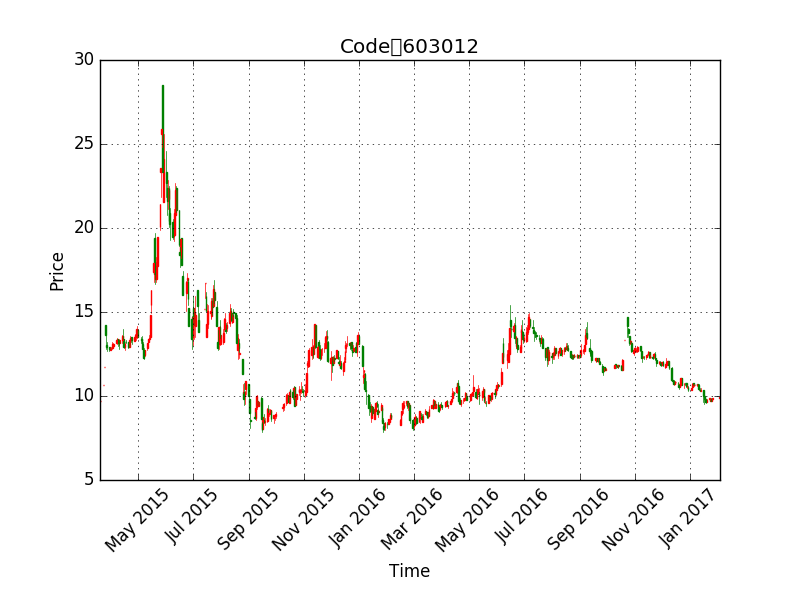 Code▯603012
30
25
20
15
10
5
Price
May 2015
Jul 2015
Sep 2015
Nov 2015
Jan 2016
Mar 2016
May 2016
Jul 2016
Sep 2016
Nov 2016
Jan 2017
Time